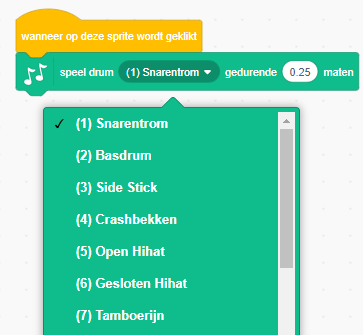 wanneer op deze sprite wordt geklikt
speel drum (1) Snarentrom gedurende 0.25 maten
(1) Snarentrom
(2) Basdrum
(3) Side Stick
(4) Crashbekken
(5) Open Hihat
(6) Gesloten Hihat
(7) Tamboerijn